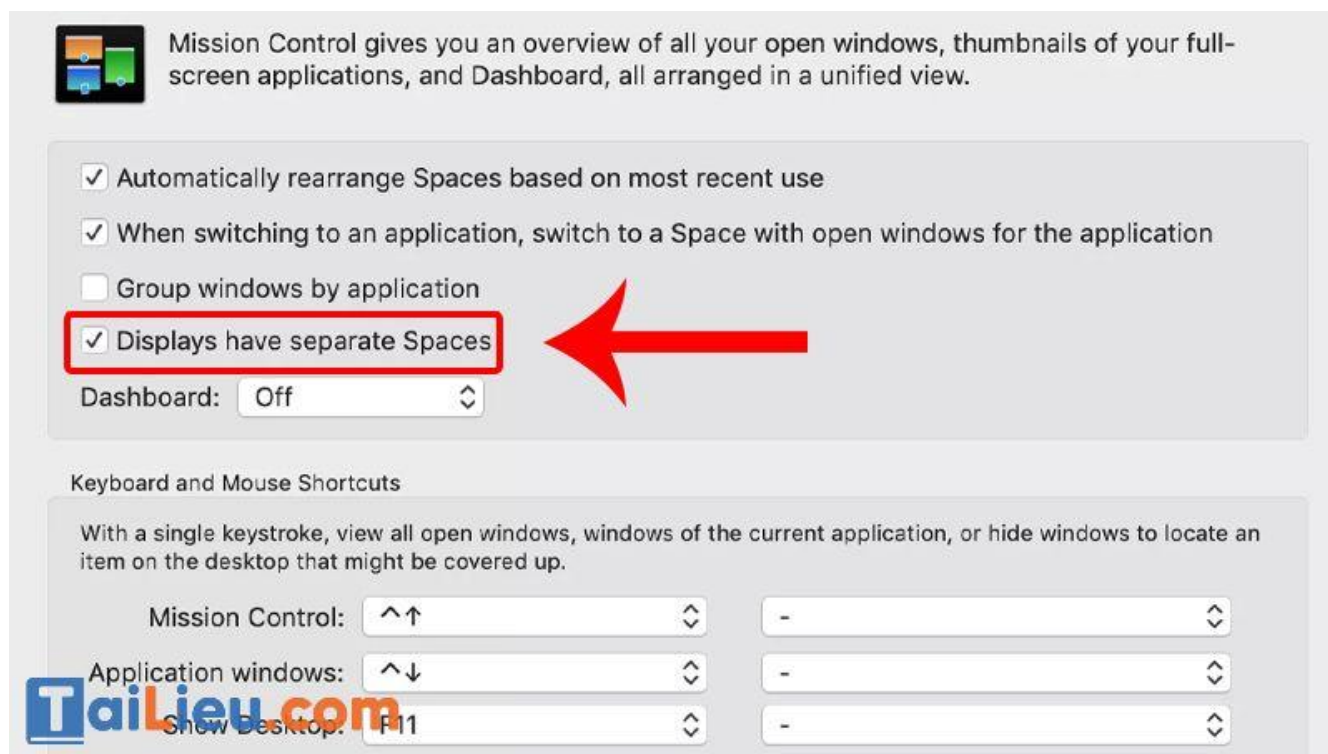 Mission Control gives you an overview of all your open windows, thumbnails of your full-
screen applications, and Dashboard, all arranged in a unified view.
Automatically rearrange Spaces based on most recent use
When switching to an application, switch to a Space with open windows for the application
Group windows by application
Displays have separate Spaces
Dashboard: Off
Keyboard and Mouse Shortcuts
With a single keystroke, view all open windows, windows of the current application, or hide windows to locate an
item on the desktop that might be covered up.
Mission Control: ^↑ -
Application windows: ^↓ -
Show Desktop: F11 -
TaiLieu.com